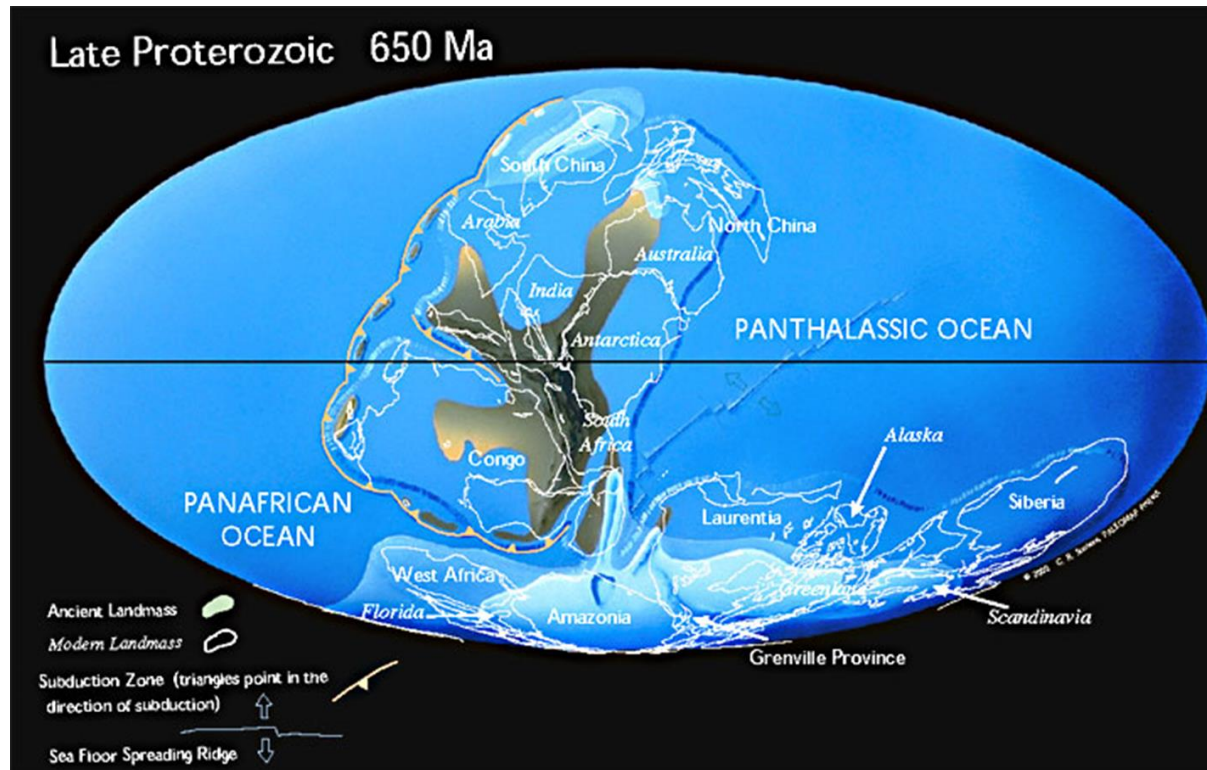 Late Proterozoic 650 Ma
South China
Arabia
North China
Australia
India
PANTHALASSIC OCEAN
Antarctica
South
Africa
Alaska
Congo
Siberia
PANAFRICAN
OCEAN
Laurentia
West Africa
Greenland
Florida
Amazonia
Scandinavia
Grenville Province
Ancient Landmass
Modern Landmass
Subduction Zone (triangles point in the
direction of subduction)
Sea Floor Spreading Ridge